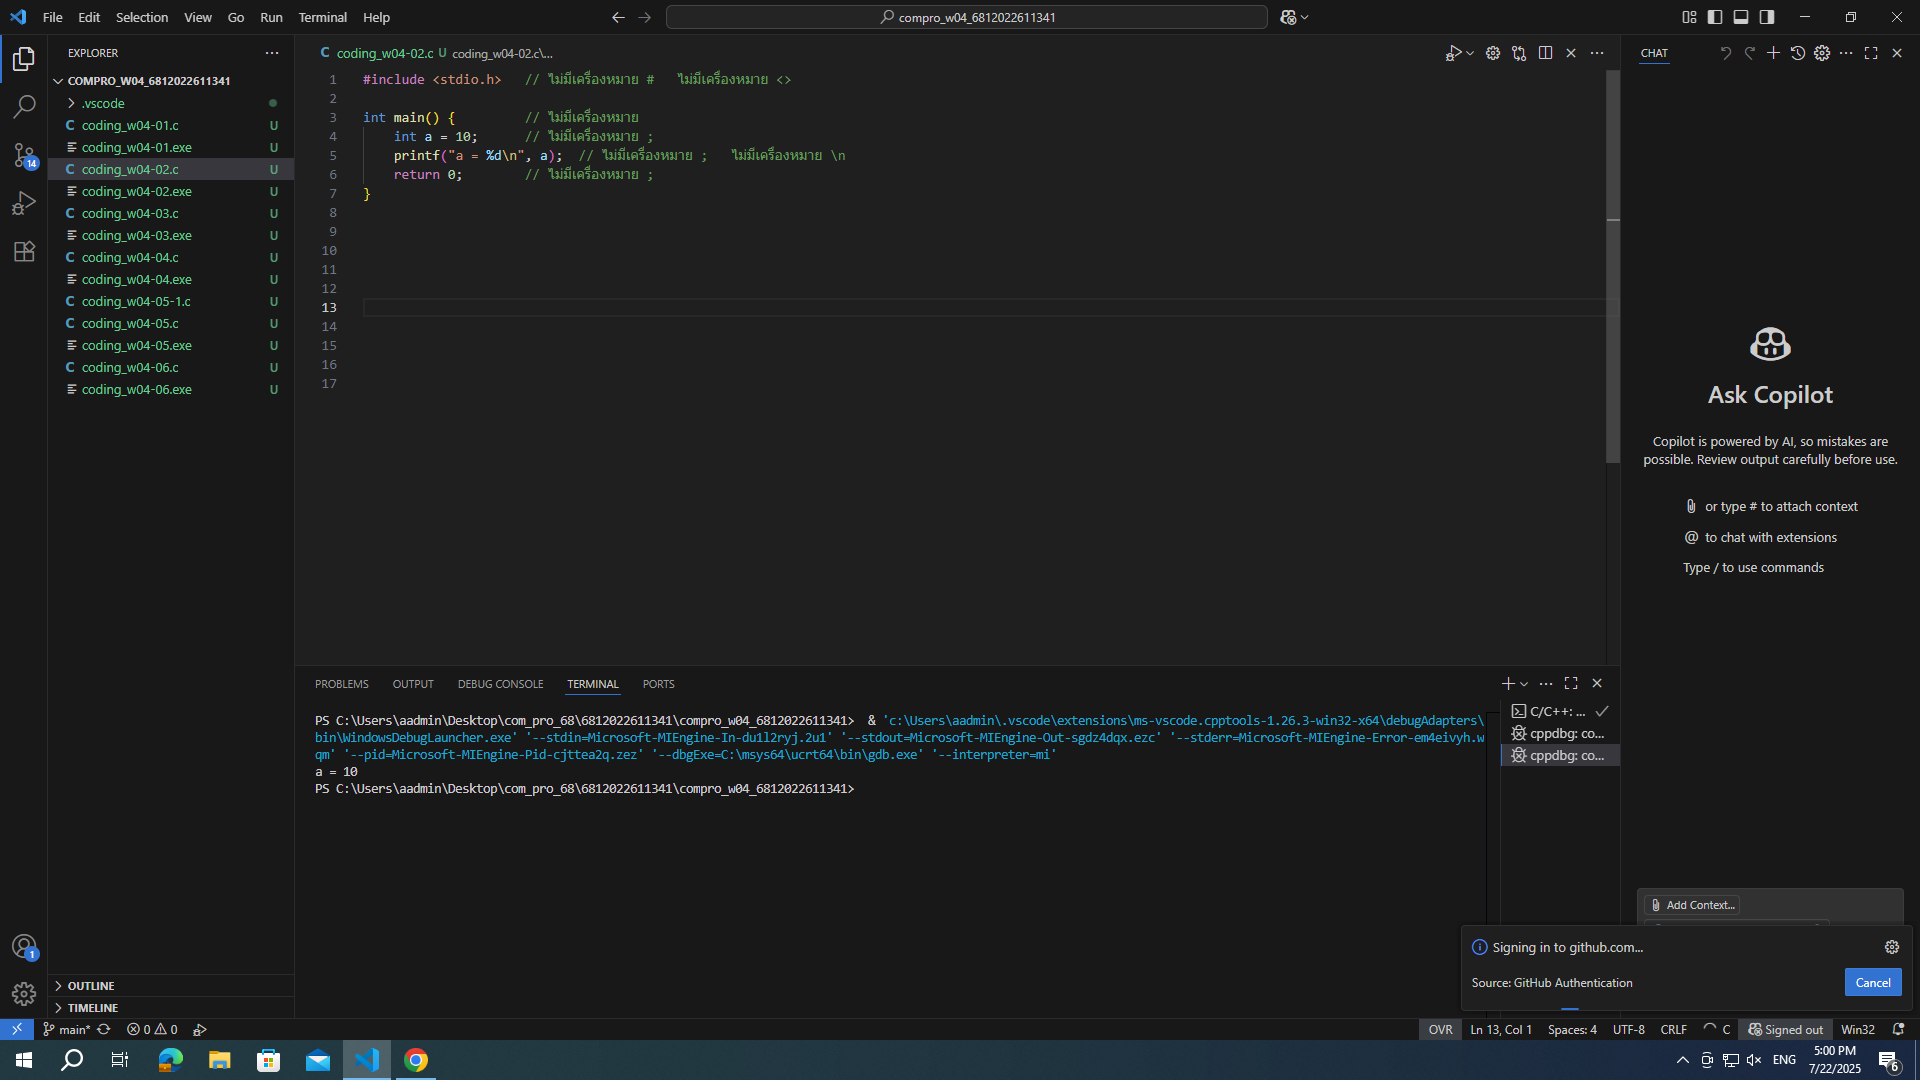 File Edit Selection View Go Run Terminal Help
compro_w04_6812022611341
EXPLORER
COMPRO_W04_6812022611341
.vscode
coding_w04-01.c U
coding_w04-01.exe U
coding_w04-02.c U
coding_w04-02.exe U
coding_w04-03.c U
coding_w04-03.exe U
coding_w04-04.c U
coding_w04-04.exe U
coding_w04-05-1.c U
coding_w04-05.c U
coding_w04-05.exe U
coding_w04-06.c U
coding_w04-06.exe U
OUTLINE
TIMELINE
14
1
C coding_w04-02.c U coding_w04-02.c\...
1 #include <stdio.h>   // ไม่มีเครื่องหมาย #   ไม่มีเครื่องหมาย <>
2
3 int main() {         // ไม่มีเครื่องหมาย
4     int a = 10;      // ไม่มีเครื่องหมาย ;
5     printf("a = %d\n", a);  // ไม่มีเครื่องหมาย ;   ไม่มีเครื่องหมาย \n
6     return 0;        // ไม่มีเครื่องหมาย ;
7 }
8
9
10
11
12
13
14
15
16
17
PROBLEMS OUTPUT DEBUG CONSOLE TERMINAL PORTS
PS C:\Users\aadmin\Desktop\com_pro_68\6812022611341\compro_w04_6812022611341>  & 'c:\Users\aadmin\.vscode\extensions\ms-vscode.cpptools-1.26.3-win32-x64\debugAdapters\
bin\WindowsDebugLauncher.exe' '--stdin=Microsoft-MIEngine-In-du1l2ryj.2u1' '--stdout=Microsoft-MIEngine-Out-sgdz4dqx.ezc' '--stderr=Microsoft-MIEngine-Error-em4eivyh.w
qm' '--pid=Microsoft-MIEngine-Pid-cjttea2q.zez' '--dbgExe=C:\msys64\ucrt64\bin\gdb.exe' '--interpreter=mi'
a = 10
PS C:\Users\aadmin\Desktop\com_pro_68\6812022611341\compro_w04_6812022611341>
C/C++: ...
cppdbg: co...
cppdbg: co...
CHAT
Ask Copilot
Copilot is powered by AI, so mistakes are
possible. Review output carefully before use.
or type # to attach context
@ to chat with extensions
Type / to use commands
Add Context...
Signing in to github.com...
Source: GitHub Authentication
Cancel
main* 0 0
OVR Ln 13, Col 1 Spaces: 4 UTF-8 CRLF C Signed out Win32
ENG
5:00 PM
7/22/2025
6